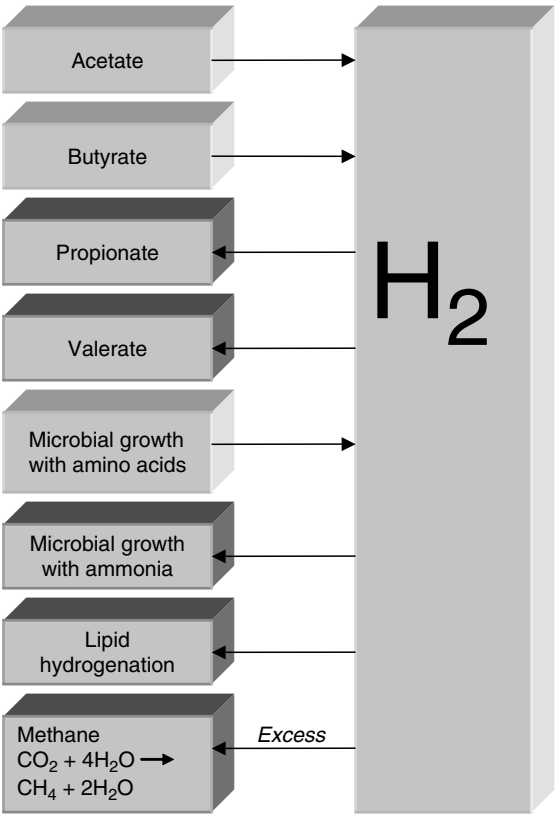 Acetate
Butyrate
Propionate
H₂
Valerate
Microbial growth
with amino acids
Microbial growth
with ammonia
Lipid
hydrogenation
Excess
Methane
CO₂ + 4H₂O →
CH₄ + 2H₂O